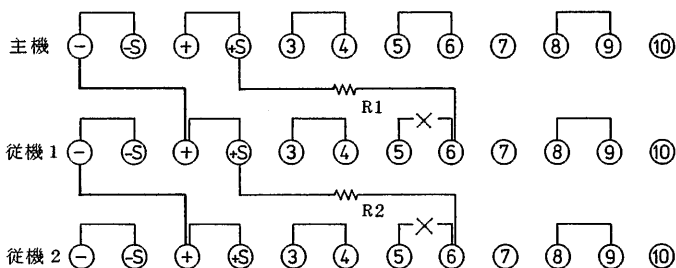 主機 - -S + +S ③ ④ ⑤ ⑥ ⑦ ⑧ ⑨ ⑩
R1
従機1 - -S + +S ③ ④ ⑤ ⑥ ⑦ ⑧ ⑨ ⑩
R2
従機2 - -S + +S ③ ④ ⑤ ⑥ ⑦ ⑧ ⑨ ⑩